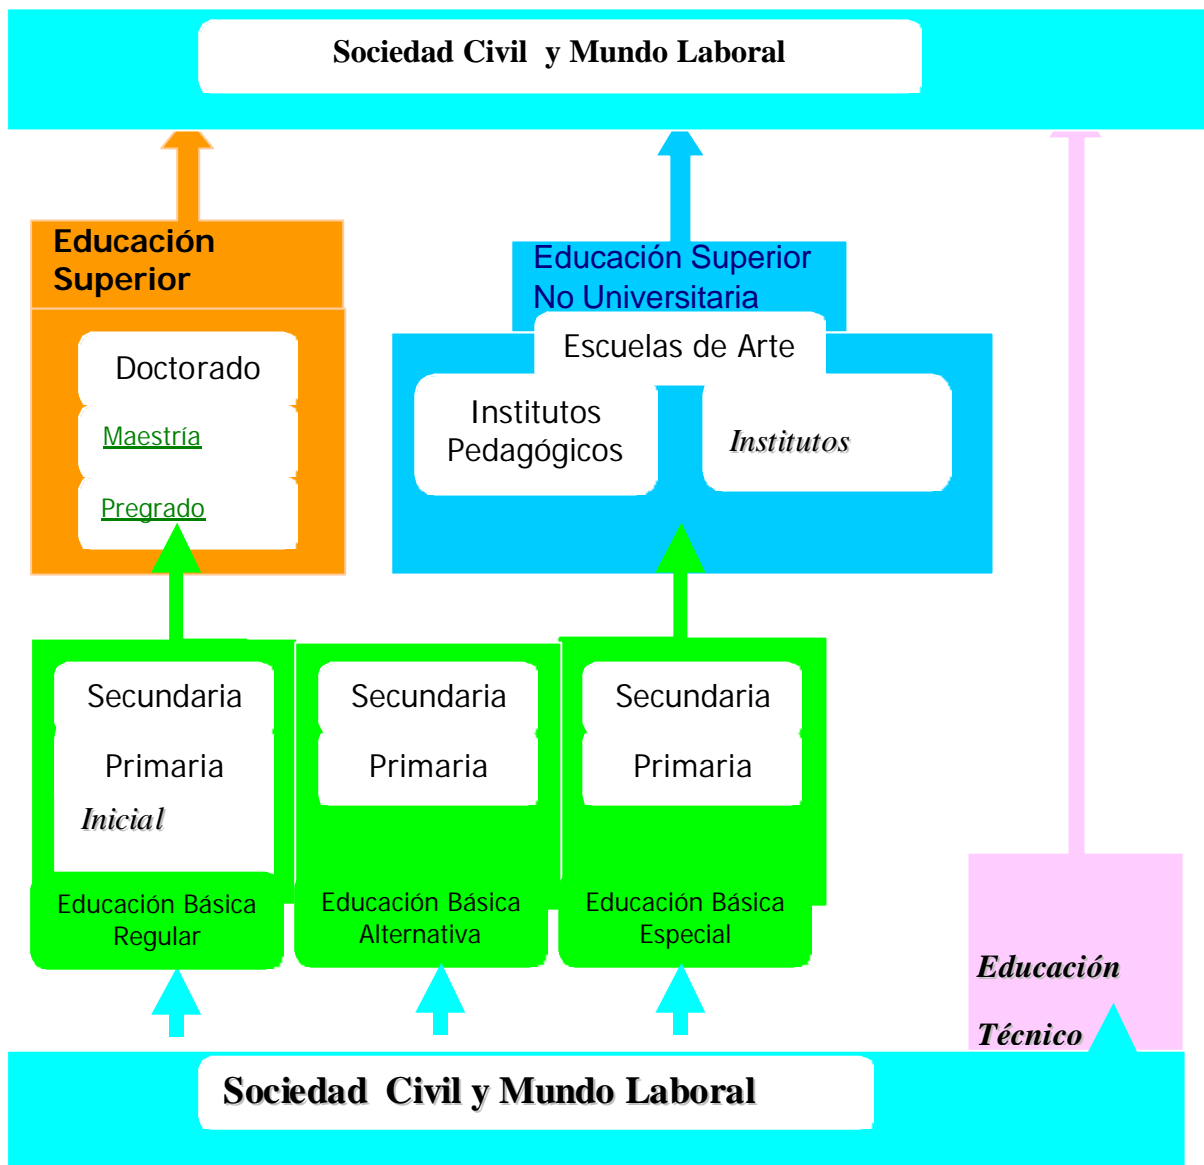 Sociedad Civil y Mundo Laboral
Educación
Superior
Doctorado
Maestría
Pregrado
Educación Superior
No Universitaria
Escuelas de Arte
Institutos
Pedagógicos
Institutos
Secundaria
Primaria
Inicial
Educación Básica
Regular
Secundaria
Primaria
Educación Básica
Alternativa
Secundaria
Primaria
Educación Básica
Especial
Educación
Técnico
Sociedad Civil y Mundo Laboral